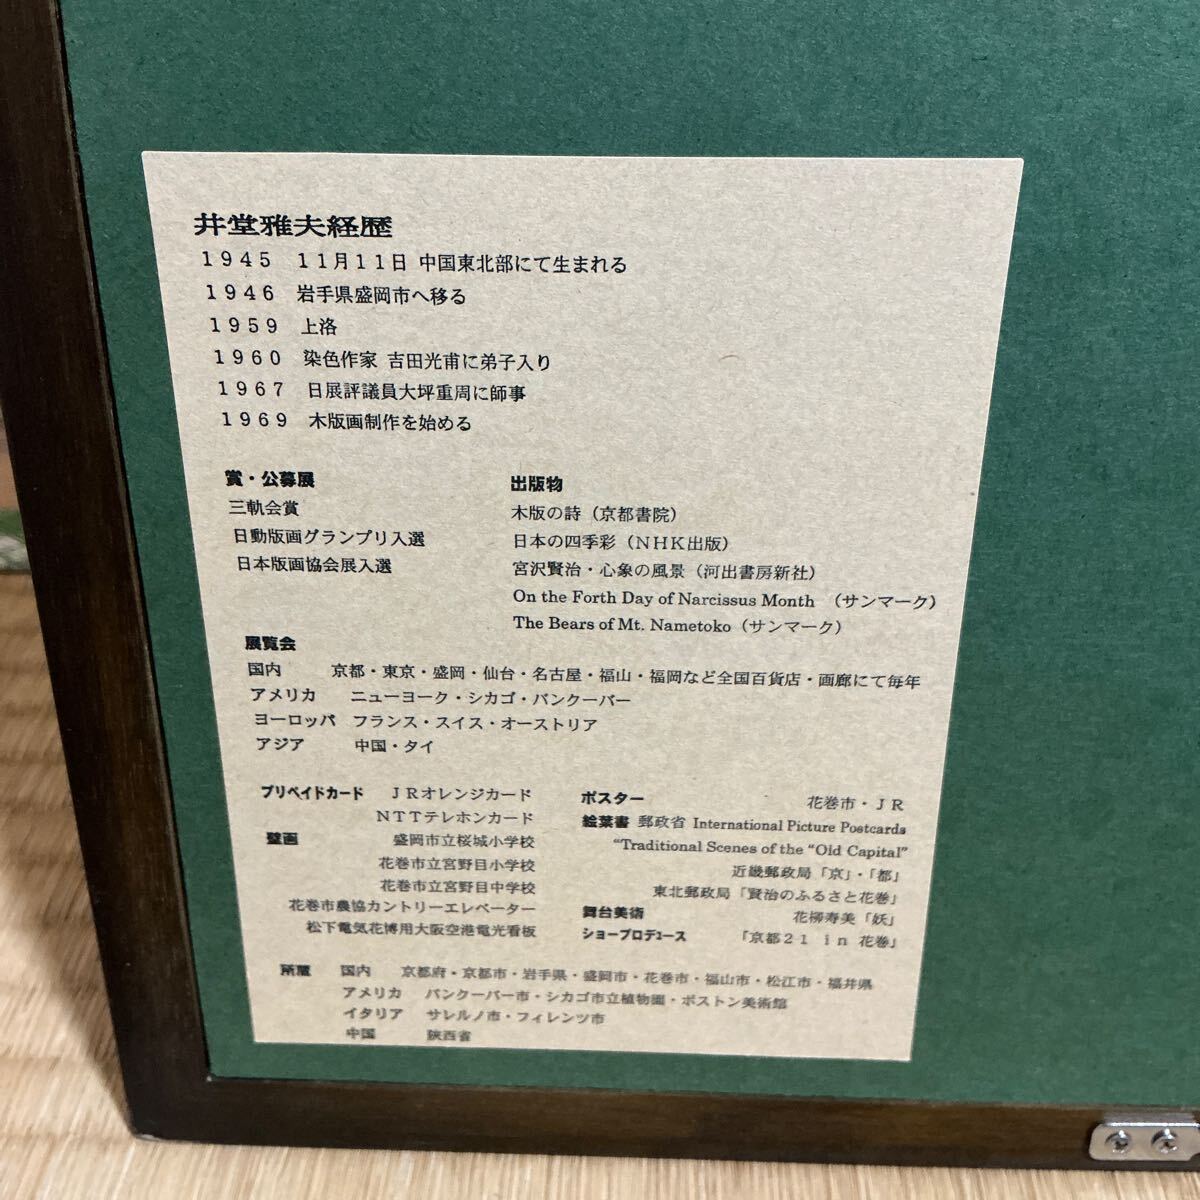 井堂雅夫経歴
1945 11月11日 中国東北部にて生まれる
1946 岩手県盛岡市へ移る
1959 上洛
1960 染色作家 吉田光甫に弟子入り
1967 日展評議員大坪重周に師事
1969 木版画制作を始める
賞・公募展
三軌会賞
日動版画グランプリ入選
日本版画協会展入選
出版物
木版の詩（京都書院）
日本の四季彩（NHK出版）
宮沢賢治・心象の風景（河出書房新社）
On the Forth Day of Narcissus Month （サンマーク）
The Bears of Mt. Nametoko（サンマーク）
展覧会
国内 京都・東京・盛岡・仙台・名古屋・福山・福岡など全国百貨店・画廊にて毎年
アメリカ ニューヨーク・シカゴ・バンクーバー
ヨーロッパ フランス・スイス・オーストリア
アジア 中国・タイ
プリペイドカード JRオレンジカード
NTTテレホンカード
壁画 盛岡市立桜城小学校
花巻市立宮野目小学校
花巻市立宮野目中学校
花巻市農協カントリーエレベーター
松下電気花博用大阪空港電光看板
ポスター 花巻市・JR
絵葉書 郵政省 International Picture Postcards
"Traditional Scenes of the "Old Capital"
近畿郵政局「京」・「都」
東北郵政局「賢治のふるさと花巻」
舞台美術 花柳寿美「妖」
ショープロデュース 「京都21 in 花巻」
所蔵 国内 京都府・京都市・岩手県・盛岡市・花巻市・福山市・松江市・福井県
アメリカ バンクーバー市・シカゴ市立植物園・ボストン美術館
イタリア サレルノ市・フィレンツ市
中国 陝西省